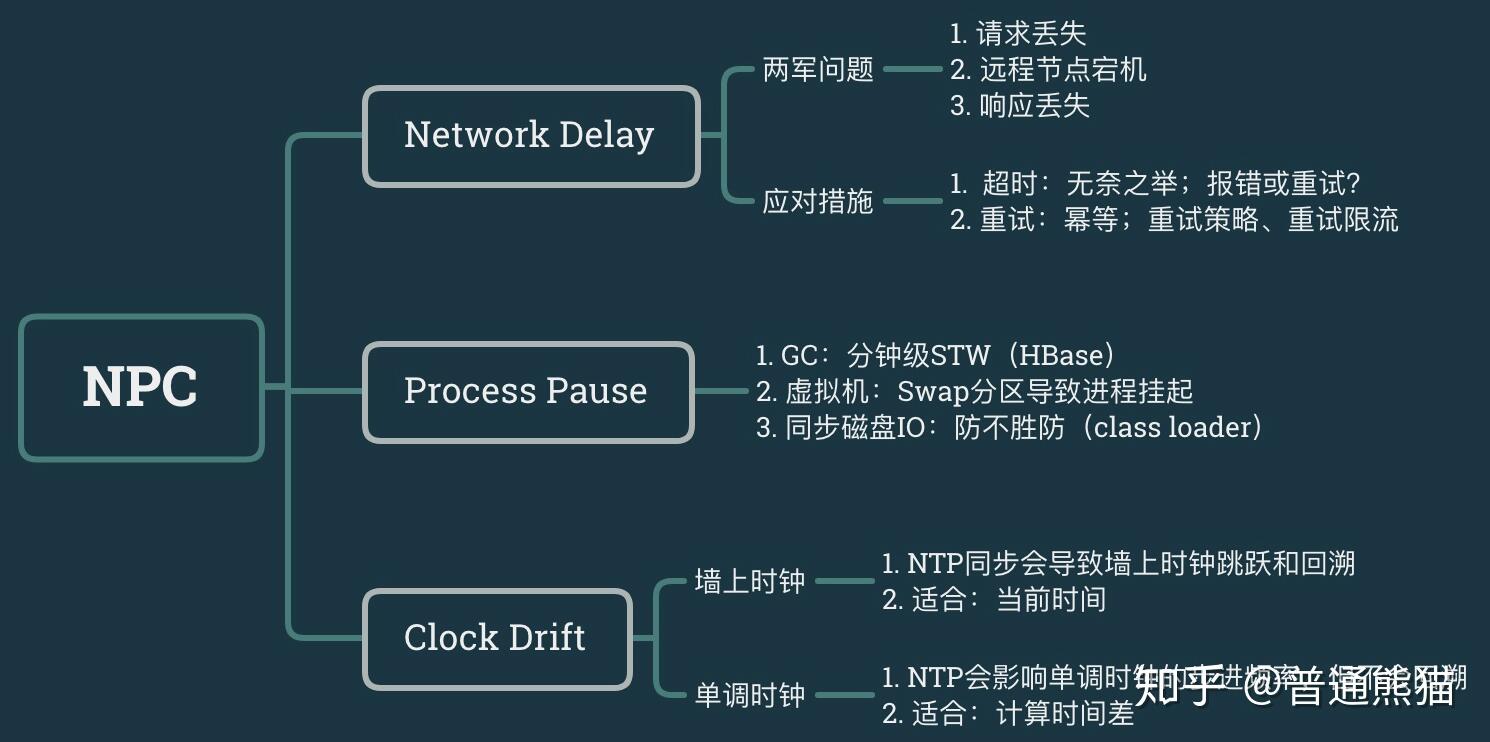 NPC
Network Delay
两军问题
1. 请求丢失
2. 远程节点宕机
3. 响应丢失
应对措施
1. 超时：无奈之举；报错或重试？
2. 重试：幂等；重试策略、重试限流
Process Pause
1. GC：分钟级STW（HBase）
2. 虚拟机：Swap分区导致进程挂起
3. 同步磁盘IO：防不胜防（class loader）
Clock Drift
墙上时钟
1. NTP同步会导致墙上时钟跳跃和回溯
2. 适合：当前时间
单调时钟
1. NTP会影响单调时钟的步进频率
2. 适合：计算时间差
知乎 @普通熊猫